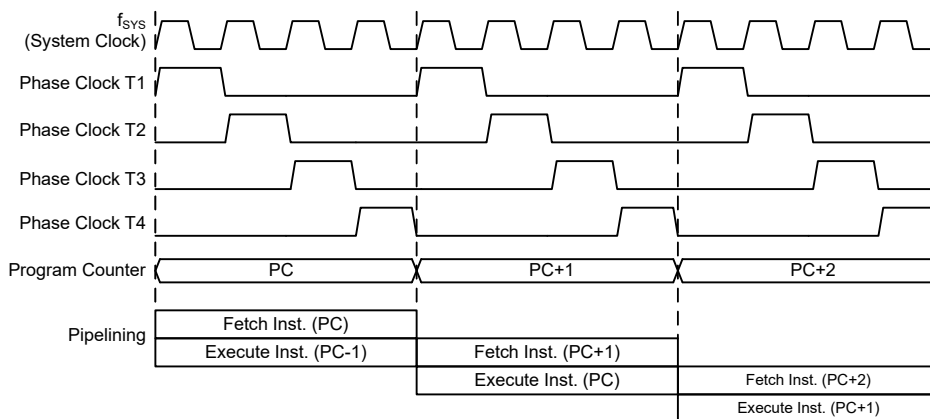 fSYS
(System Clock)
Phase Clock T1
Phase Clock T2
Phase Clock T3
Phase Clock T4
Program Counter
PC
PC+1
PC+2
Pipelining
Fetch Inst. (PC)
Execute Inst. (PC-1)
Fetch Inst. (PC+1)
Execute Inst. (PC)
Fetch Inst. (PC+2)
Execute Inst. (PC+1)